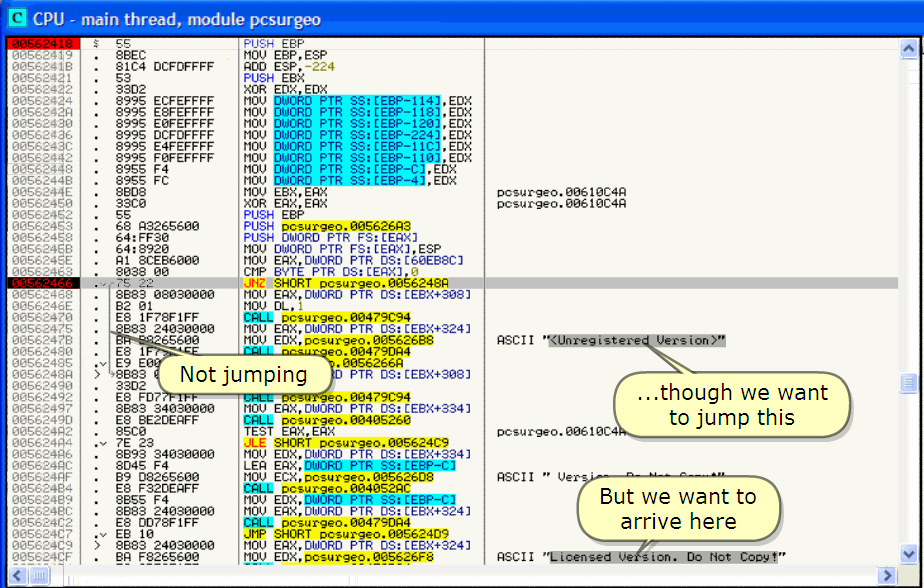 CPU - main thread, module pcsurgeo
00562418 $ 55 PUSH EBP
00562419 . 8BEC MOV EBP,ESP
0056241B . 81C4 DCFDFFFF ADD ESP,-224
00562421 . 53 PUSH EBX
00562422 . 33D2 XOR EDX,EDX
00562424 . 8995 ECFEFFFF MOV DWORD PTR SS:[EBP-114],EDX
0056242A . 8995 E8FEFFFF MOV DWORD PTR SS:[EBP-118],EDX
00562430 . 8995 E0FEFFFF MOV DWORD PTR SS:[EBP-120],EDX
00562436 . 8995 DCFDFFFF MOV DWORD PTR SS:[EBP-224],EDX
0056243C . 8995 E4FEFFFF MOV DWORD PTR SS:[EBP-11C],EDX
00562442 . 8995 F0FEFFFF MOV DWORD PTR SS:[EBP-110],EDX
00562448 . 8955 F4 MOV DWORD PTR SS:[EBP-C],EDX
0056244B . 8955 FC MOV DWORD PTR SS:[EBP-4],EDX
0056244E . 8BD8 MOV EBX,EAX pcsurgeo.00610C4A
00562450 . 33C0 XOR EAX,EAX pcsurgeo.00610C4A
00562452 . 55 PUSH EBP
00562453 . 68 A3265600 PUSH pcsurgeo.005626A3
00562458 . 64:FF30 PUSH DWORD PTR FS:[EAX]
0056245B . 64:8920 MOV DWORD PTR FS:[EAX],ESP
0056245E . A1 8CEB6000 MOV EAX,DWORD PTR DS:[60EB8C]
00562463 . 8038 00 CMP BYTE PTR DS:[EAX],0
00562466 .v 75 22 JNZ SHORT pcsurgeo.0056248A
00562468 . 8B83 08030000 MOV EAX,DWORD PTR DS:[EBX+308]
0056246E . B2 01 MOV DL,1
00562470 . E8 1F78F1FF CALL pcsurgeo.00479C94
00562475 . 8B83 24030000 MOV EAX,DWORD PTR DS:[EBX+324]
0056247B . MOV EDX,pcsurgeo.005626B8 ASCII "<Unregistered Version>"
00562480 . E8 CALL pcsurgeo.00479DA4
00562485 .v E9 pcsurgeo.0056266A
0056248A > 8B83 DWORD PTR DS:[EBX+308]
00562490 . 33D2
00562492 . E8 FD77F1FF CALL pcsurgeo.00479C94
00562497 . 8B83 34030000 MOV EAX,DWORD PTR DS:[EBX+334]
0056249D . E8 BE2DEAFF CALL pcsurgeo.00405260
005624A2 . 85C0 TEST EAX,EAX pcsurgeo.00610C4A
005624A4 .v 7E 23 JLE SHORT pcsurgeo.005624C9
005624A6 . 8B93 34030000 MOV EDX,DWORD PTR DS:[EBX+334]
005624AC . 8D45 F4 LEA EAX,DWORD PTR SS:[EBP-C]
005624AF . B9 D8265600 MOV ECX,pcsurgeo.005626D8 ASCII " Version. Do Not Copy!"
005624B4 . E8 F32DEAFF CALL pcsurgeo.004052AC
005624B9 . 8B55 F4 MOV EDX,DWORD PTR SS:[EBP-C]
005624BC . 8B83 24030000 MOV EAX,DWORD PTR DS:[EBX+324]
005624C2 . E8 DD78F1FF CALL pcsurgeo.00479DA4
005624C7 .v EB 10 JMP SHORT pcsurgeo.005624D9
005624C9 > 8B83 24030000 MOV EAX,DWORD PTR DS:[EBX+324]
005624CF . BA F8265600 MOV EDX,pcsurgeo.005626F8 ASCII "Licensed Version. Do Not Copy!"
Not jumping
...though we want
to jump this
But we want to
arrive here